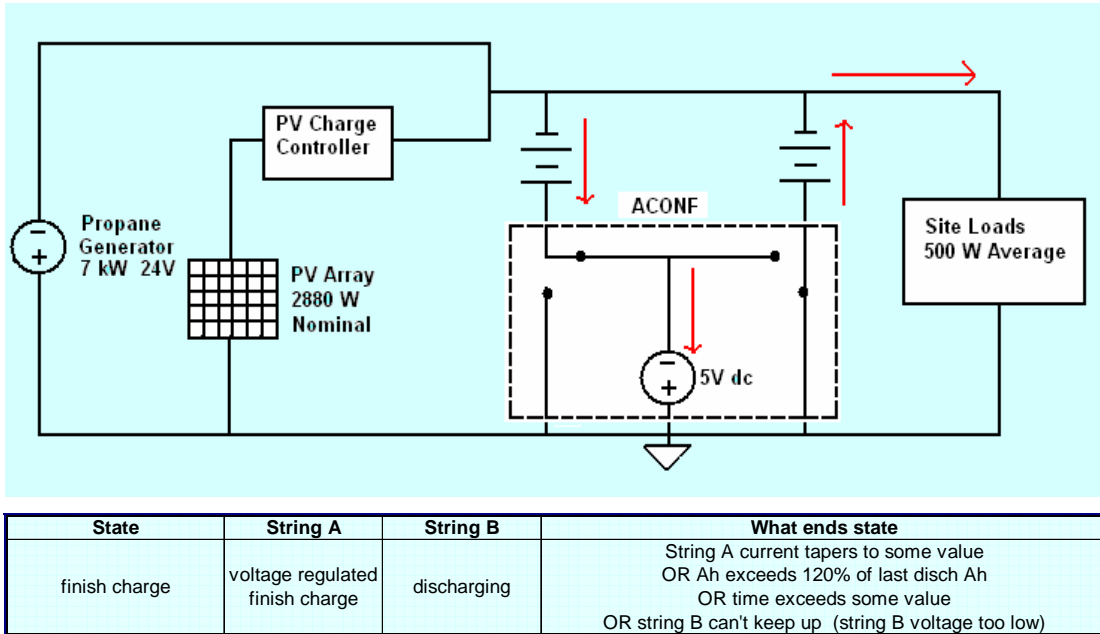 PV Charge
Controller
ACONF
Propane
Generator
7 kW 24V
PV Array
2880 W
Nominal
Site Loads
500 W Average
−
+
−
+
5V dc
State
String A
String B
What ends state
finish charge
voltage regulated
finish charge
discharging
String A current tapers to some value
OR Ah exceeds 120% of last disch Ah
OR time exceeds some value
OR string B can't keep up (string B voltage too low)